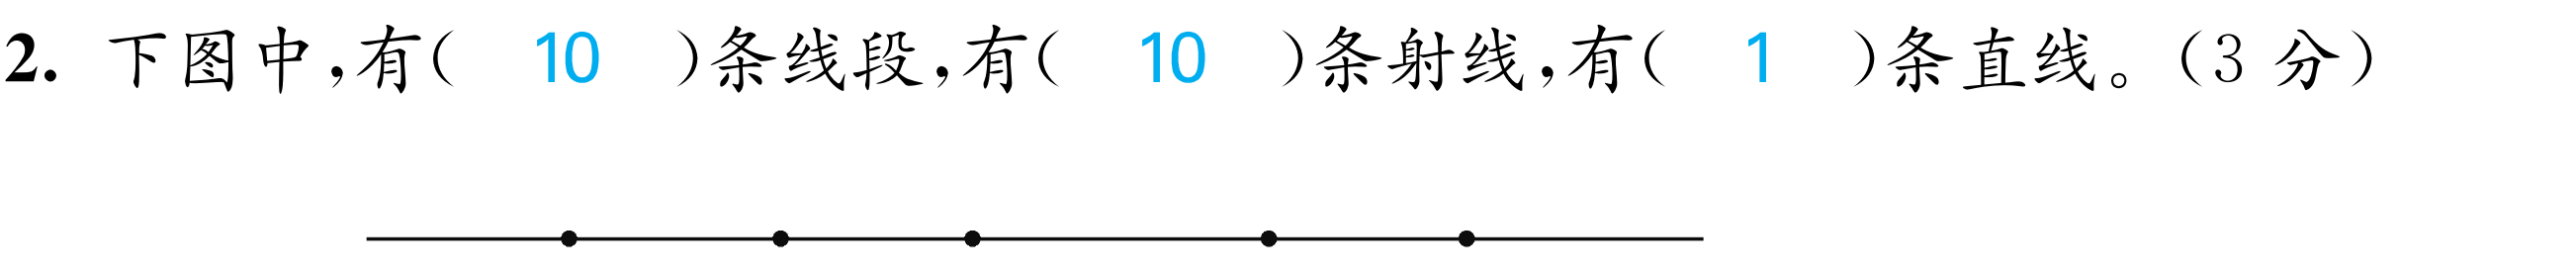 2. 下图中,有( 10 )条线段,有( 10 )条射线,有( 1 )条直线。(3 分)